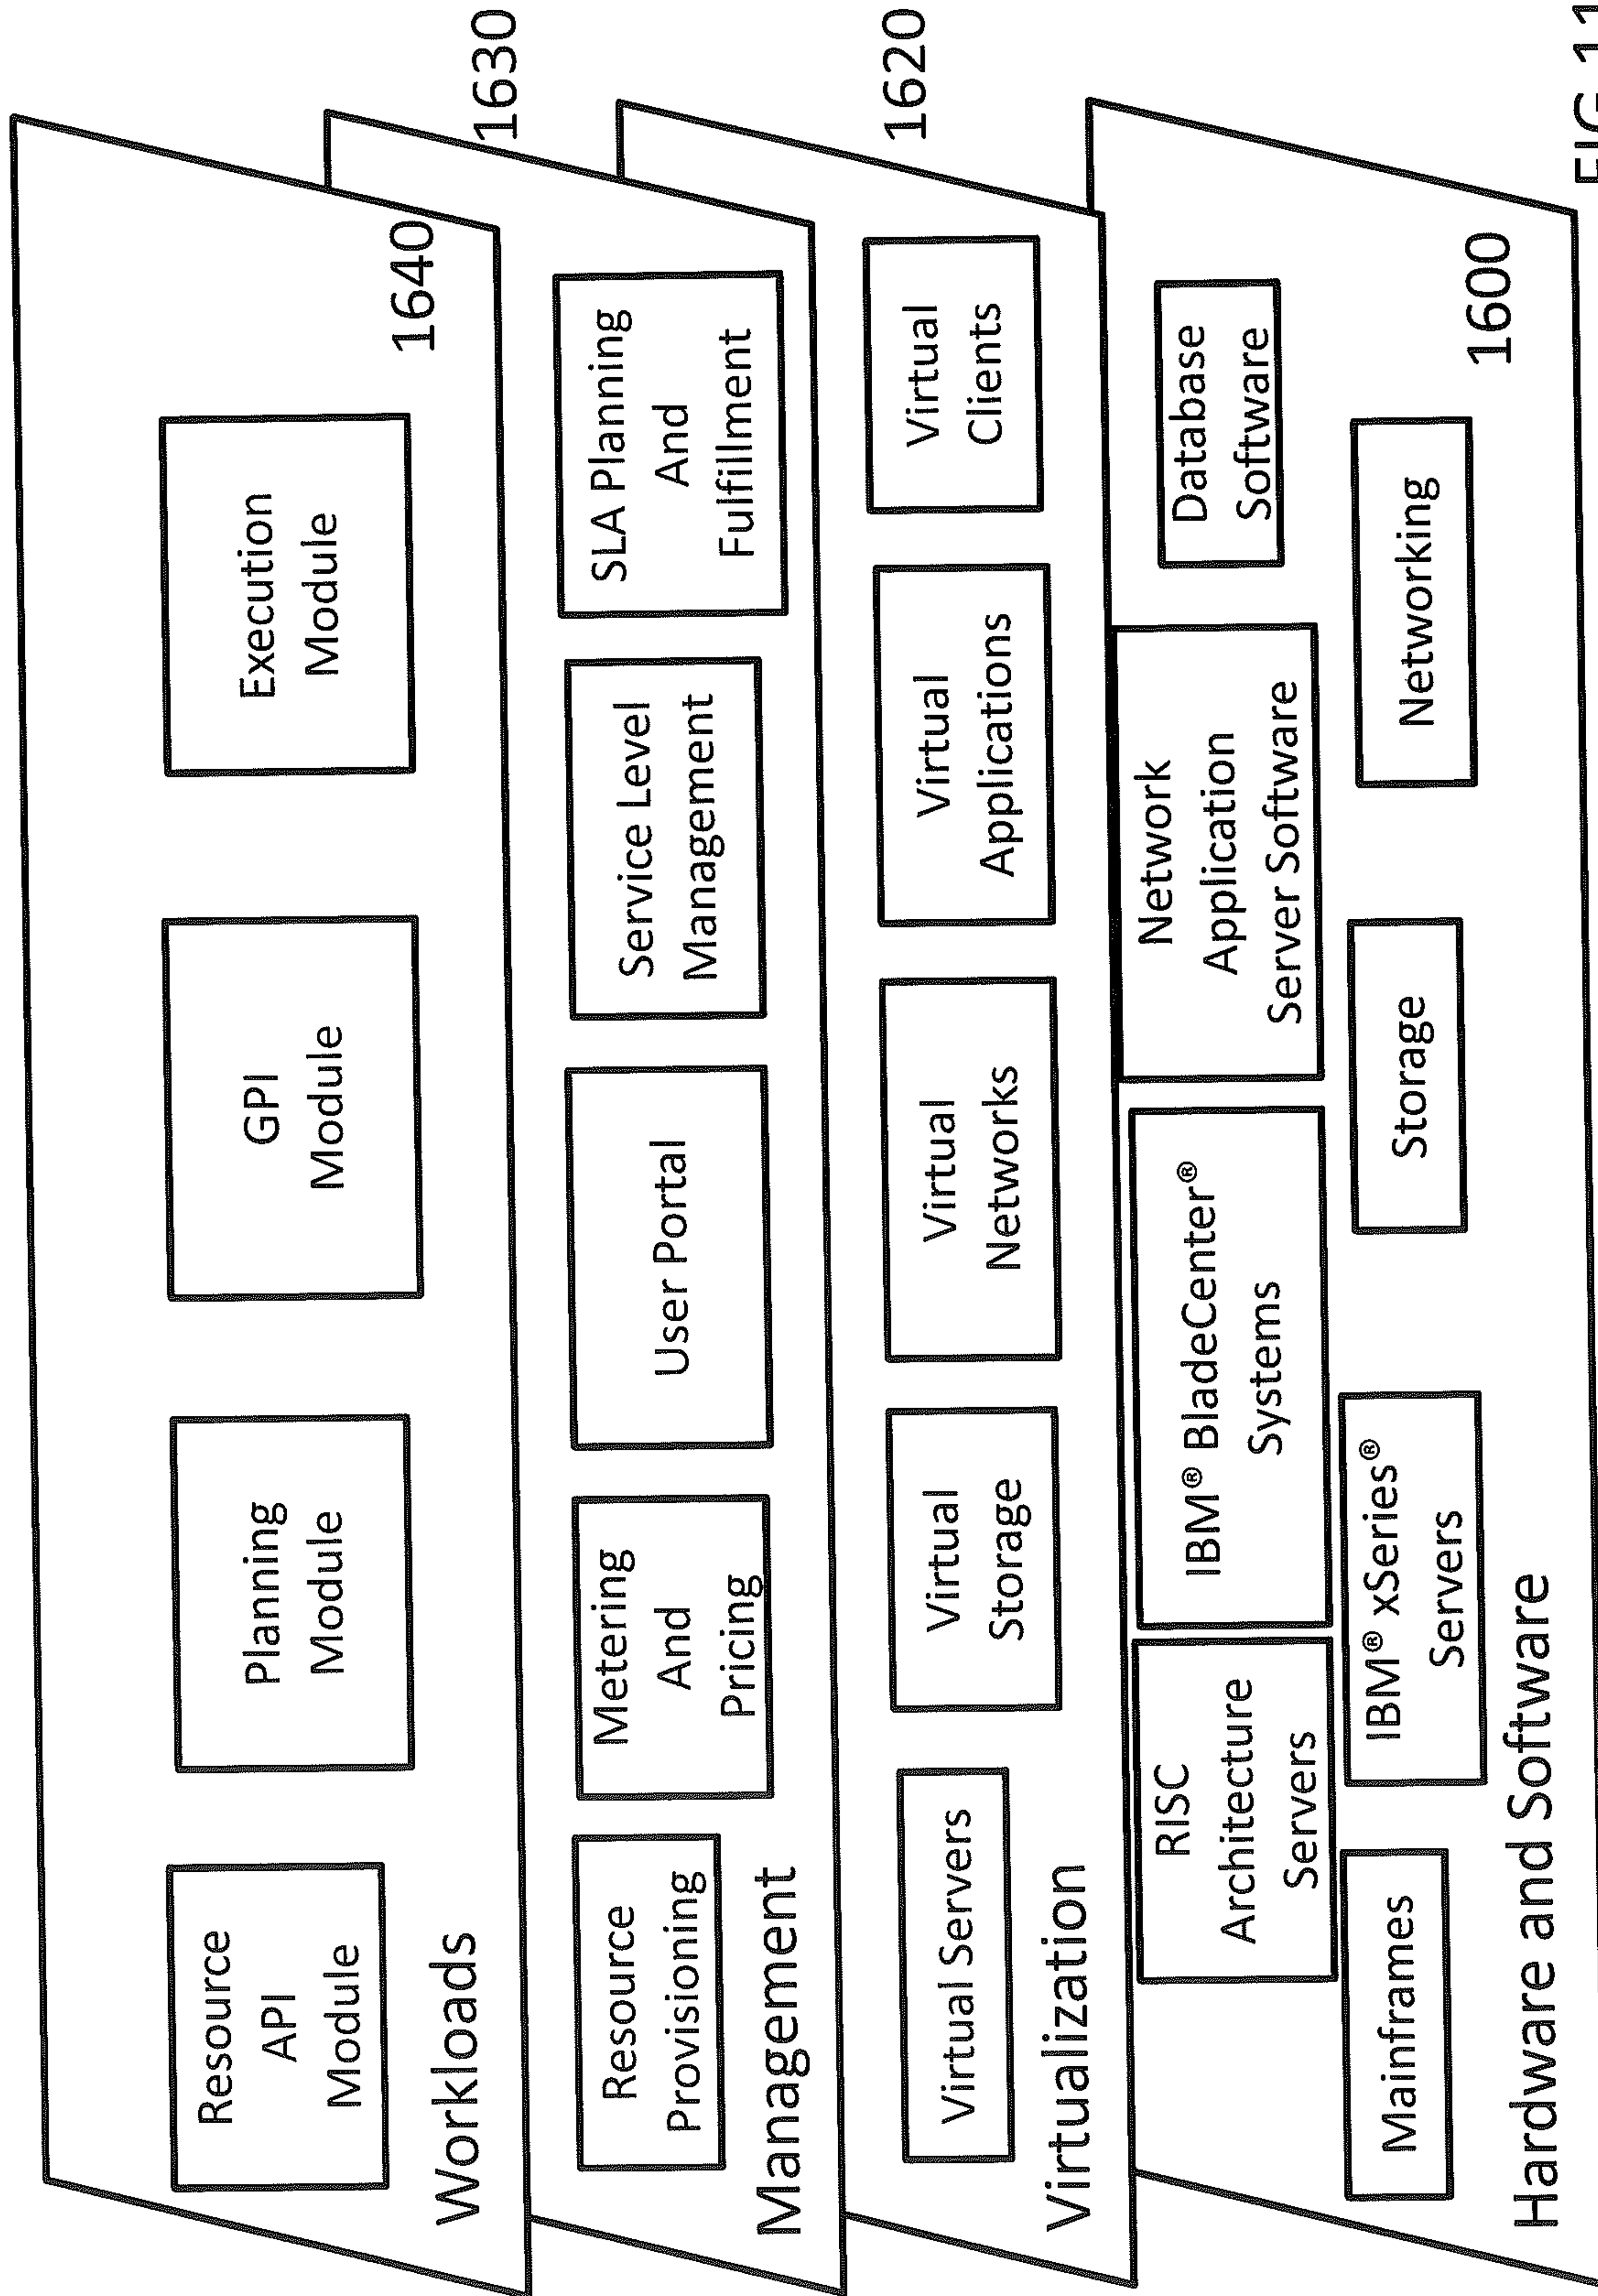 Resource
API
Module
Planning
Module
GPI
Module
Execution
Module
Workloads
1640
Resource
Provisioning
Metering
And
Pricing
User Portal
Service Level
Management
SLA Planning
And
Fulfillment
Management
1630
Virtual Servers
Virtual
Storage
Virtual
Networks
Virtual
Applications
Virtual
Clients
Virtualization
1620
RISC
Architecture
Servers
IBM® BladeCenter®
Systems
Network
Application
Server Software
Database
Software
Mainframes
IBM® xSeries®
Servers
Storage
Networking
Hardware and Software
1600
FIG 11